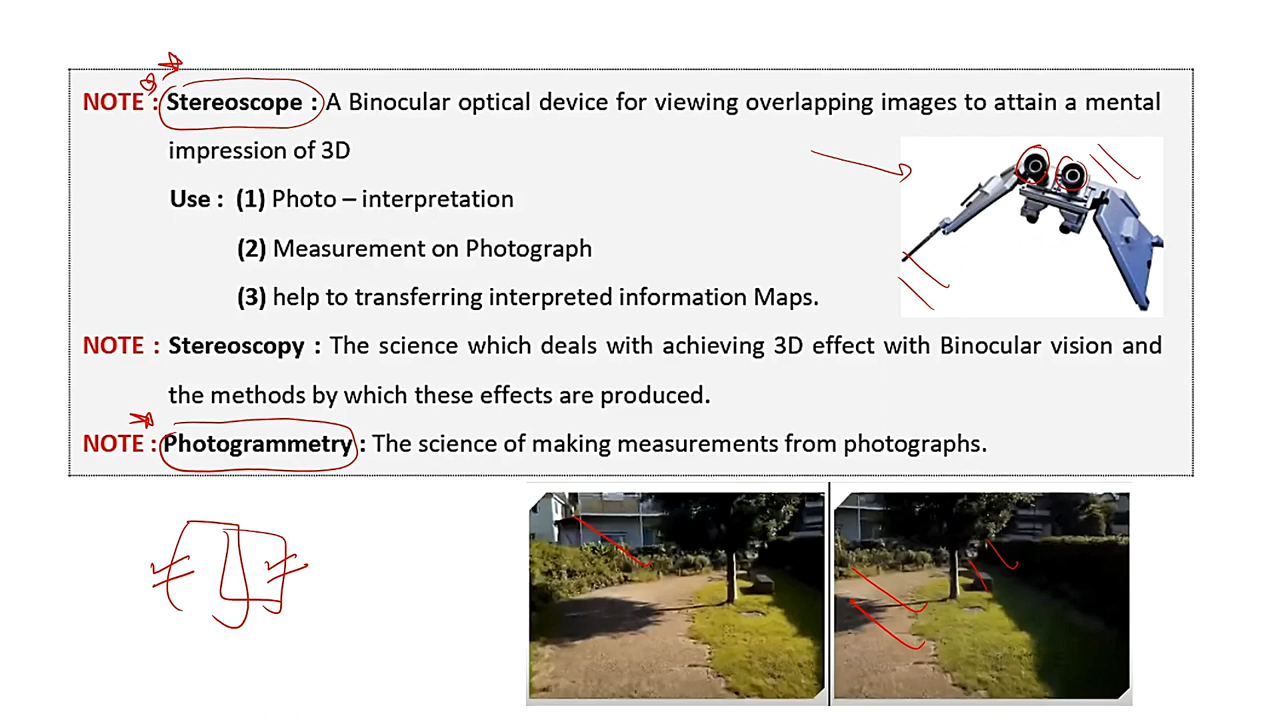 NOTE : Stereoscope : A Binocular optical device for viewing overlapping images to attain a mental
impression of 3D
Use : (1) Photo – interpretation
(2) Measurement on Photograph
(3) help to transferring interpreted information Maps.
NOTE : Stereoscopy : The science which deals with achieving 3D effect with Binocular vision and
the methods by which these effects are produced.
NOTE : Photogrammetry : The science of making measurements from photographs.